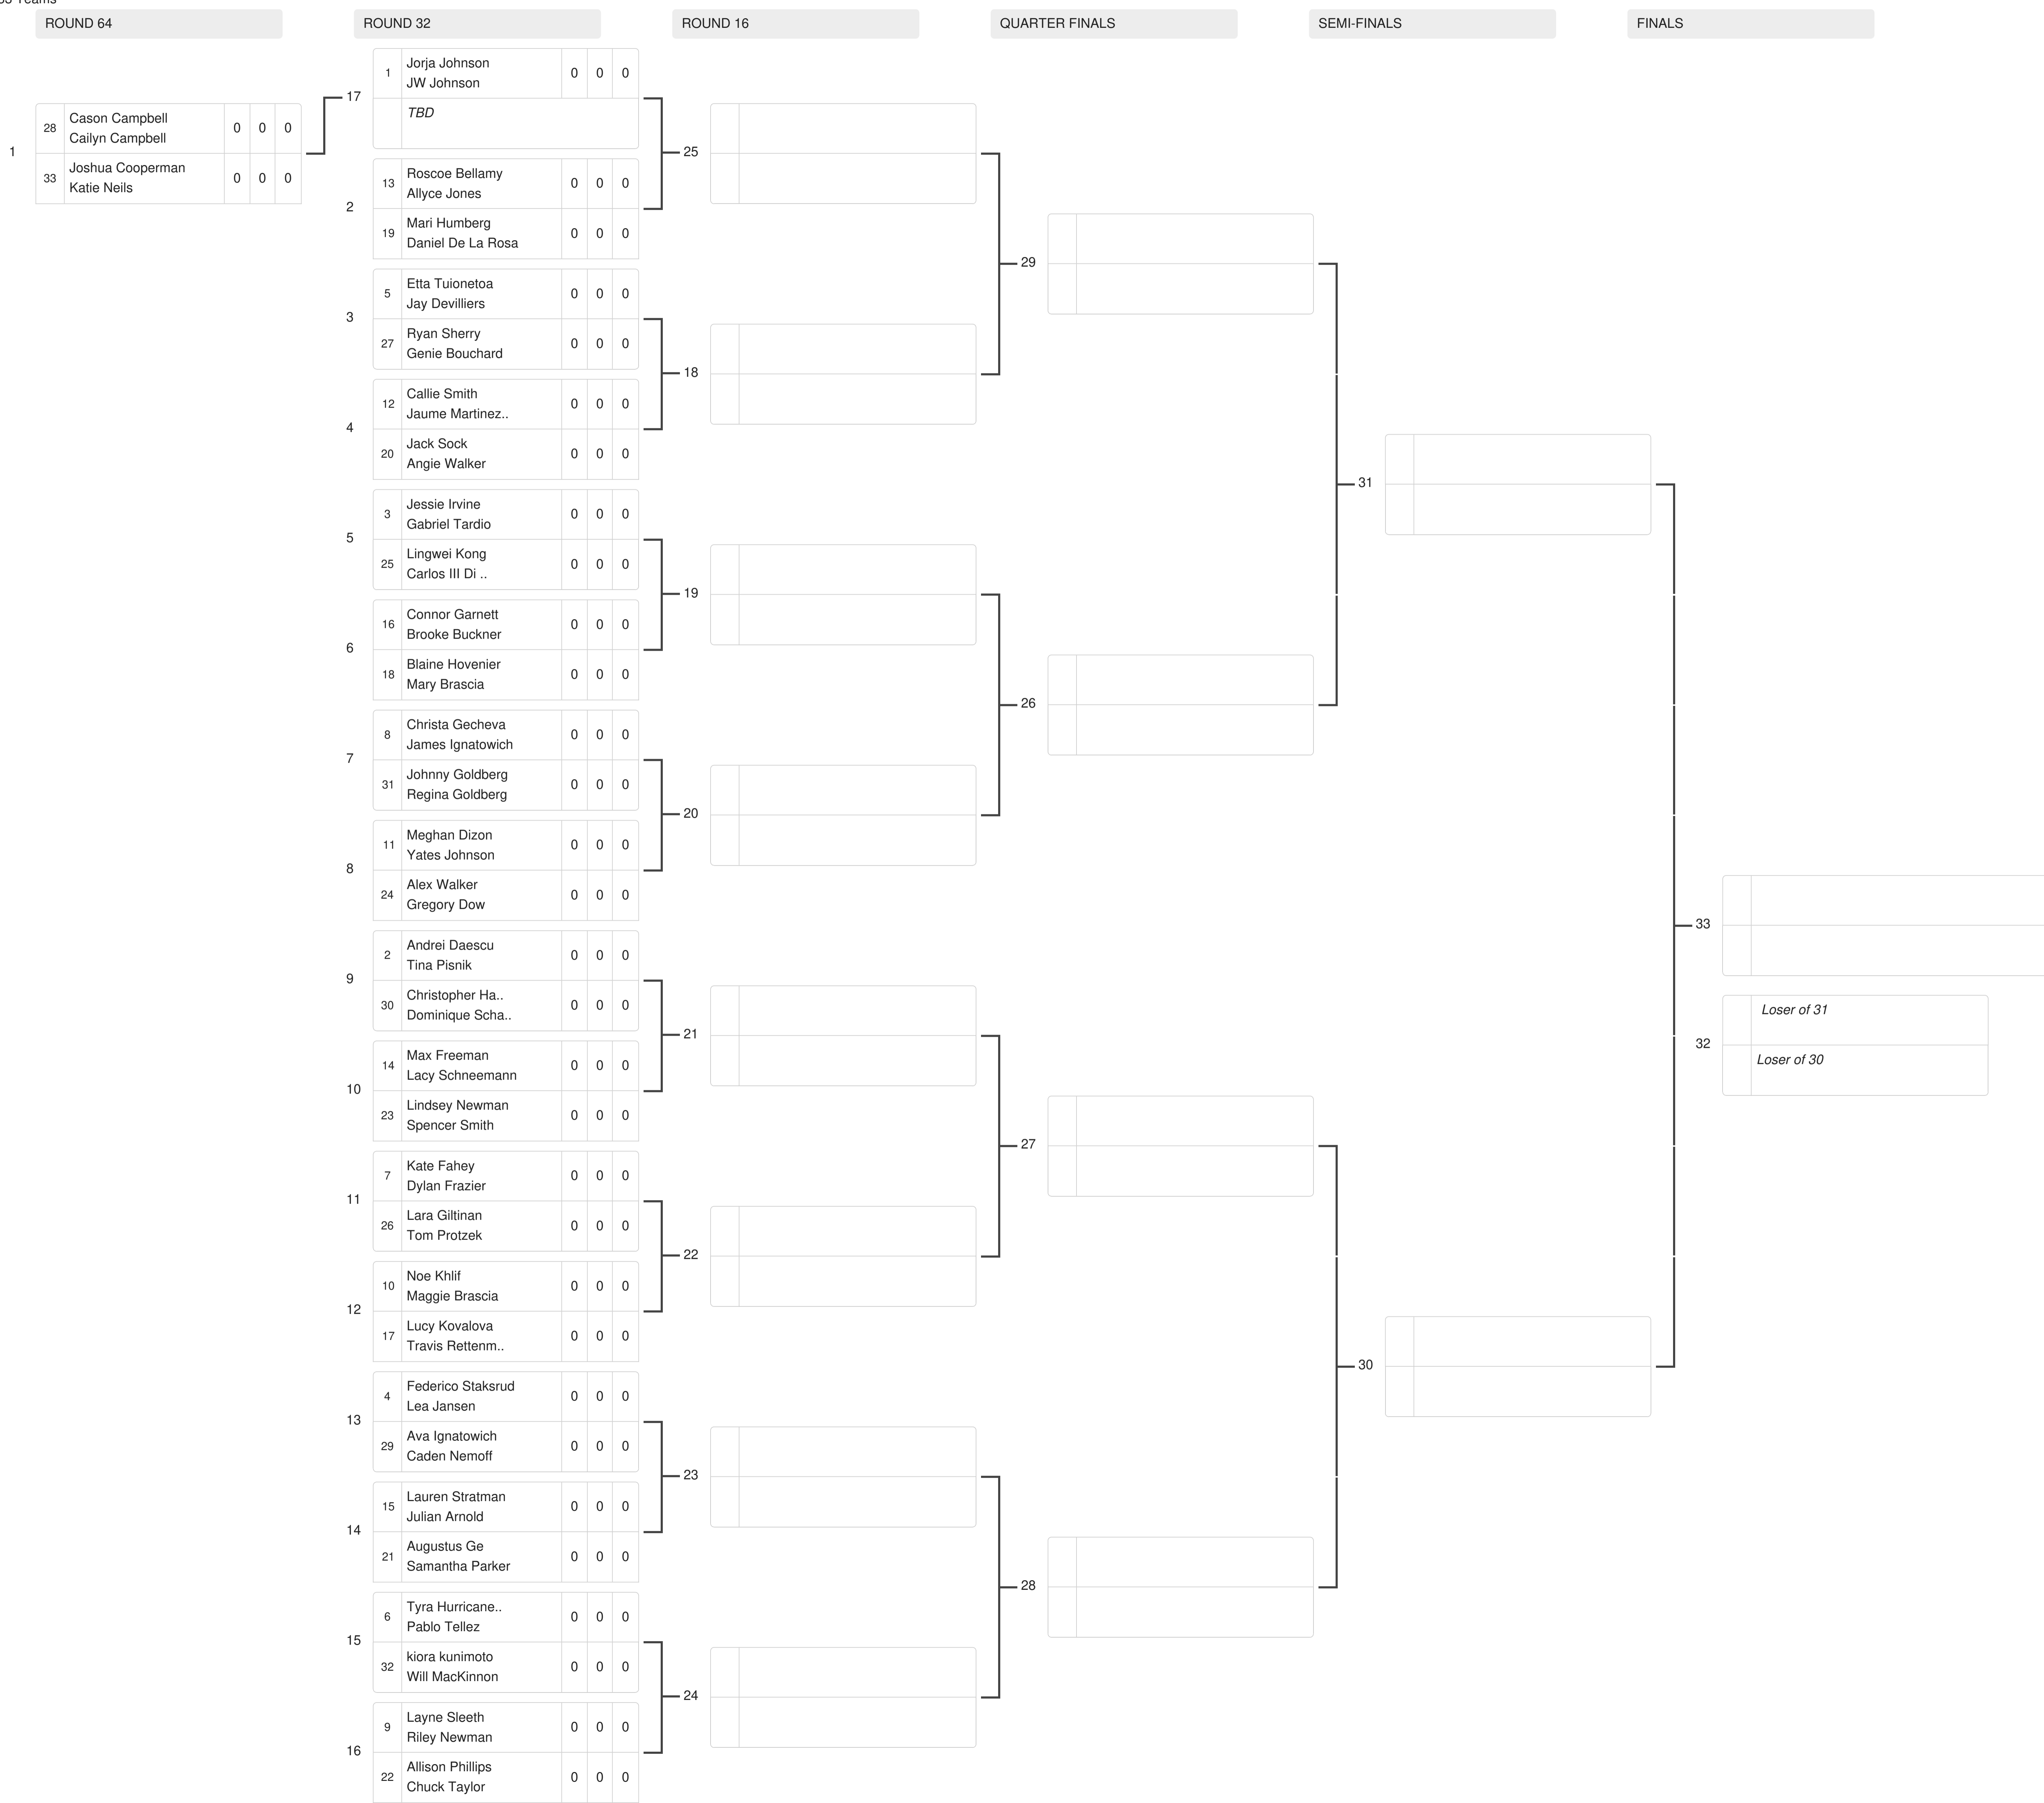 ROUND 64
ROUND 32
ROUND 16
QUARTER FINALS
SEMI-FINALS
FINALS
1
28
Cason Campbell
Cailyn Campbell
0 0 0
33
Joshua Cooperman
Katie Neils
0 0 0
17
1
Jorja Johnson
JW Johnson
0 0 0
TBD
2
13
Roscoe Bellamy
Allyce Jones
0 0 0
19
Mari Humberg
Daniel De La Rosa
0 0 0
3
5
Etta Tuionetoa
Jay Devilliers
0 0 0
27
Ryan Sherry
Genie Bouchard
0 0 0
4
12
Callie Smith
Jaume Martinez..
0 0 0
20
Jack Sock
Angie Walker
0 0 0
5
3
Jessie Irvine
Gabriel Tardio
0 0 0
25
Lingwei Kong
Carlos III Di ..
0 0 0
6
16
Connor Garnett
Brooke Buckner
0 0 0
18
Blaine Hovenier
Mary Brascia
0 0 0
7
8
Christa Gecheva
James Ignatowich
0 0 0
31
Johnny Goldberg
Regina Goldberg
0 0 0
8
11
Meghan Dizon
Yates Johnson
0 0 0
24
Alex Walker
Gregory Dow
0 0 0
9
2
Andrei Daescu
Tina Pisnik
0 0 0
30
Christopher Ha..
Dominique Scha..
0 0 0
10
14
Max Freeman
Lacy Schneemann
0 0 0
23
Lindsey Newman
Spencer Smith
0 0 0
11
7
Kate Fahey
Dylan Frazier
0 0 0
26
Lara Giltinan
Tom Protzek
0 0 0
12
10
Noe Khlif
Maggie Brascia
0 0 0
17
Lucy Kovalova
Travis Rettenm..
0 0 0
13
4
Federico Staksrud
Lea Jansen
0 0 0
29
Ava Ignatowich
Caden Nemoff
0 0 0
14
15
Lauren Stratman
Julian Arnold
0 0 0
21
Augustus Ge
Samantha Parker
0 0 0
15
6
Tyra Hurricane..
Pablo Tellez
0 0 0
32
kiora kunimoto
Will MacKinnon
0 0 0
16
9
Layne Sleeth
Riley Newman
0 0 0
22
Allison Phillips
Chuck Taylor
0 0 0
25
18
19
20
21
22
23
24
29
26
27
28
31
30
33
32
Loser of 31
Loser of 30